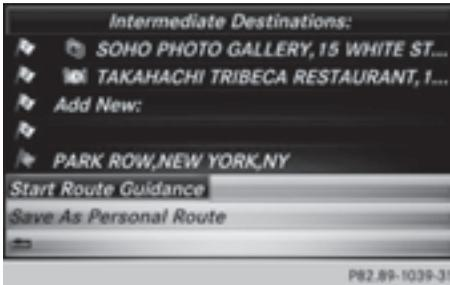 Intermediate Destinations:
SOHO PHOTO GALLERY, 15 WHITE ST....
TAKAHACHI TRIBECA RESTAURANT, 1...
Add New:
PARK ROW,NEW YORK,NY
Start Route Guidance
Save As Personal Route
P82.89-1039-31